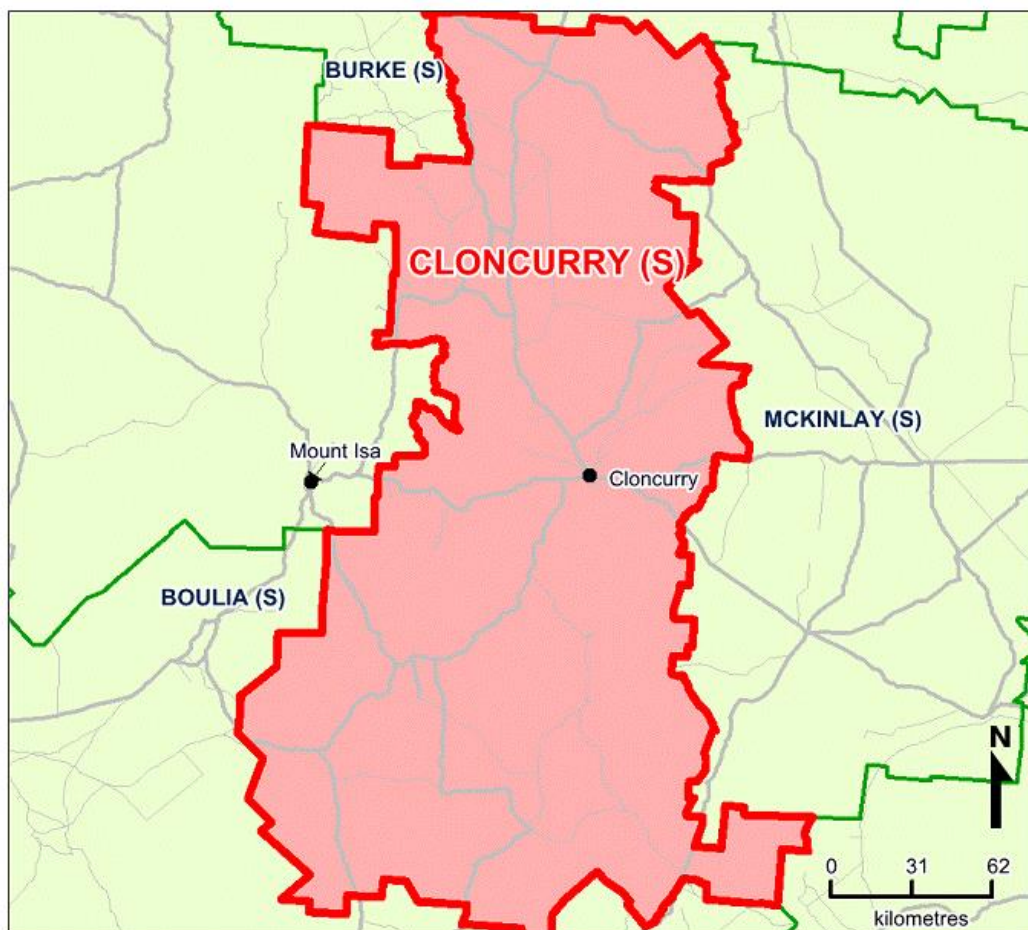 BURKE (S)
CLONCURRY (S)
MCKINLAY (S)
Mount Isa
Cloncurry
BOULIA (S)
N
0 31 62
kilometres